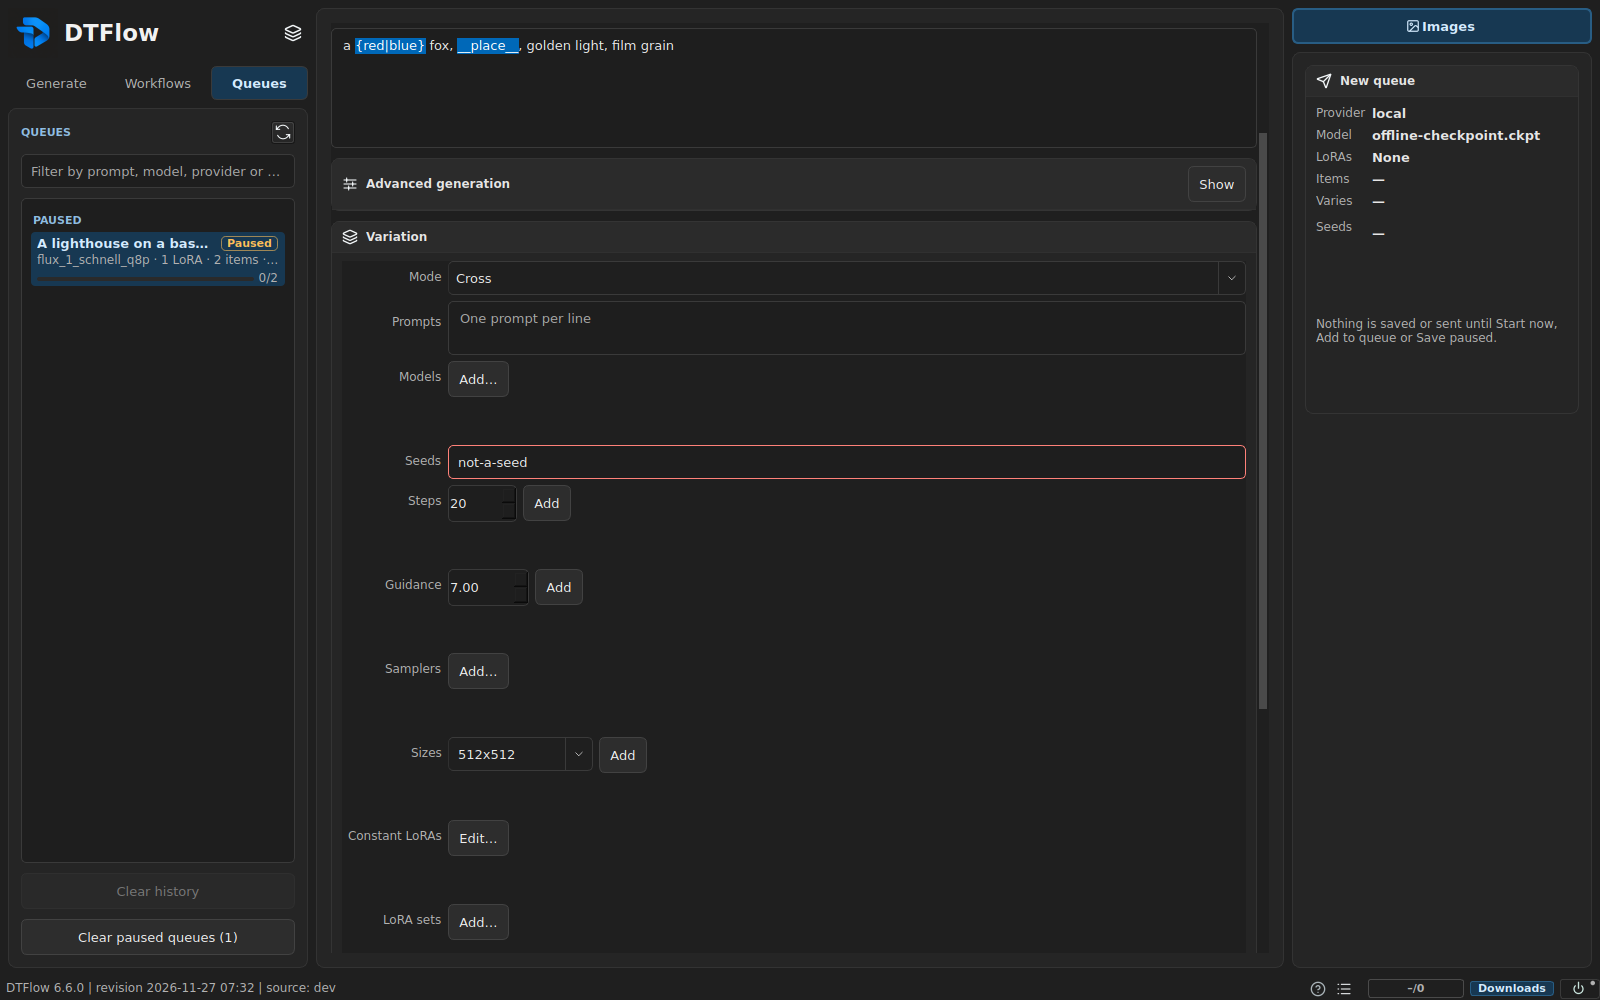 DTFlow
Generate
Workflows
Queues
QUEUES
Filter by prompt, model, provider or ...
PAUSED
A lighthouse on a bas...
Paused
flux_1_schnell_q8p · 1 LoRA · 2 items ·...
0/2
Clear history
Clear paused queues (1)
a {red|blue} fox, __place__, golden light, film grain
Advanced generation
Show
Variation
Mode
Cross
Prompts
One prompt per line
Models
Add...
Seeds
not-a-seed
Steps
20
Add
Guidance
7.00
Add
Samplers
Add...
Sizes
512x512
Add
Constant LoRAs
Edit...
LoRA sets
Add...
Images
New queue
Provider local
Model offline-checkpoint.ckpt
LoRAs None
Items —
Varies —
Seeds —
Nothing is saved or sent until Start now,
Add to queue or Save paused.
DTFlow 6.6.0 | revision 2026-11-27 07:32 | source: dev
-/0
Downloads